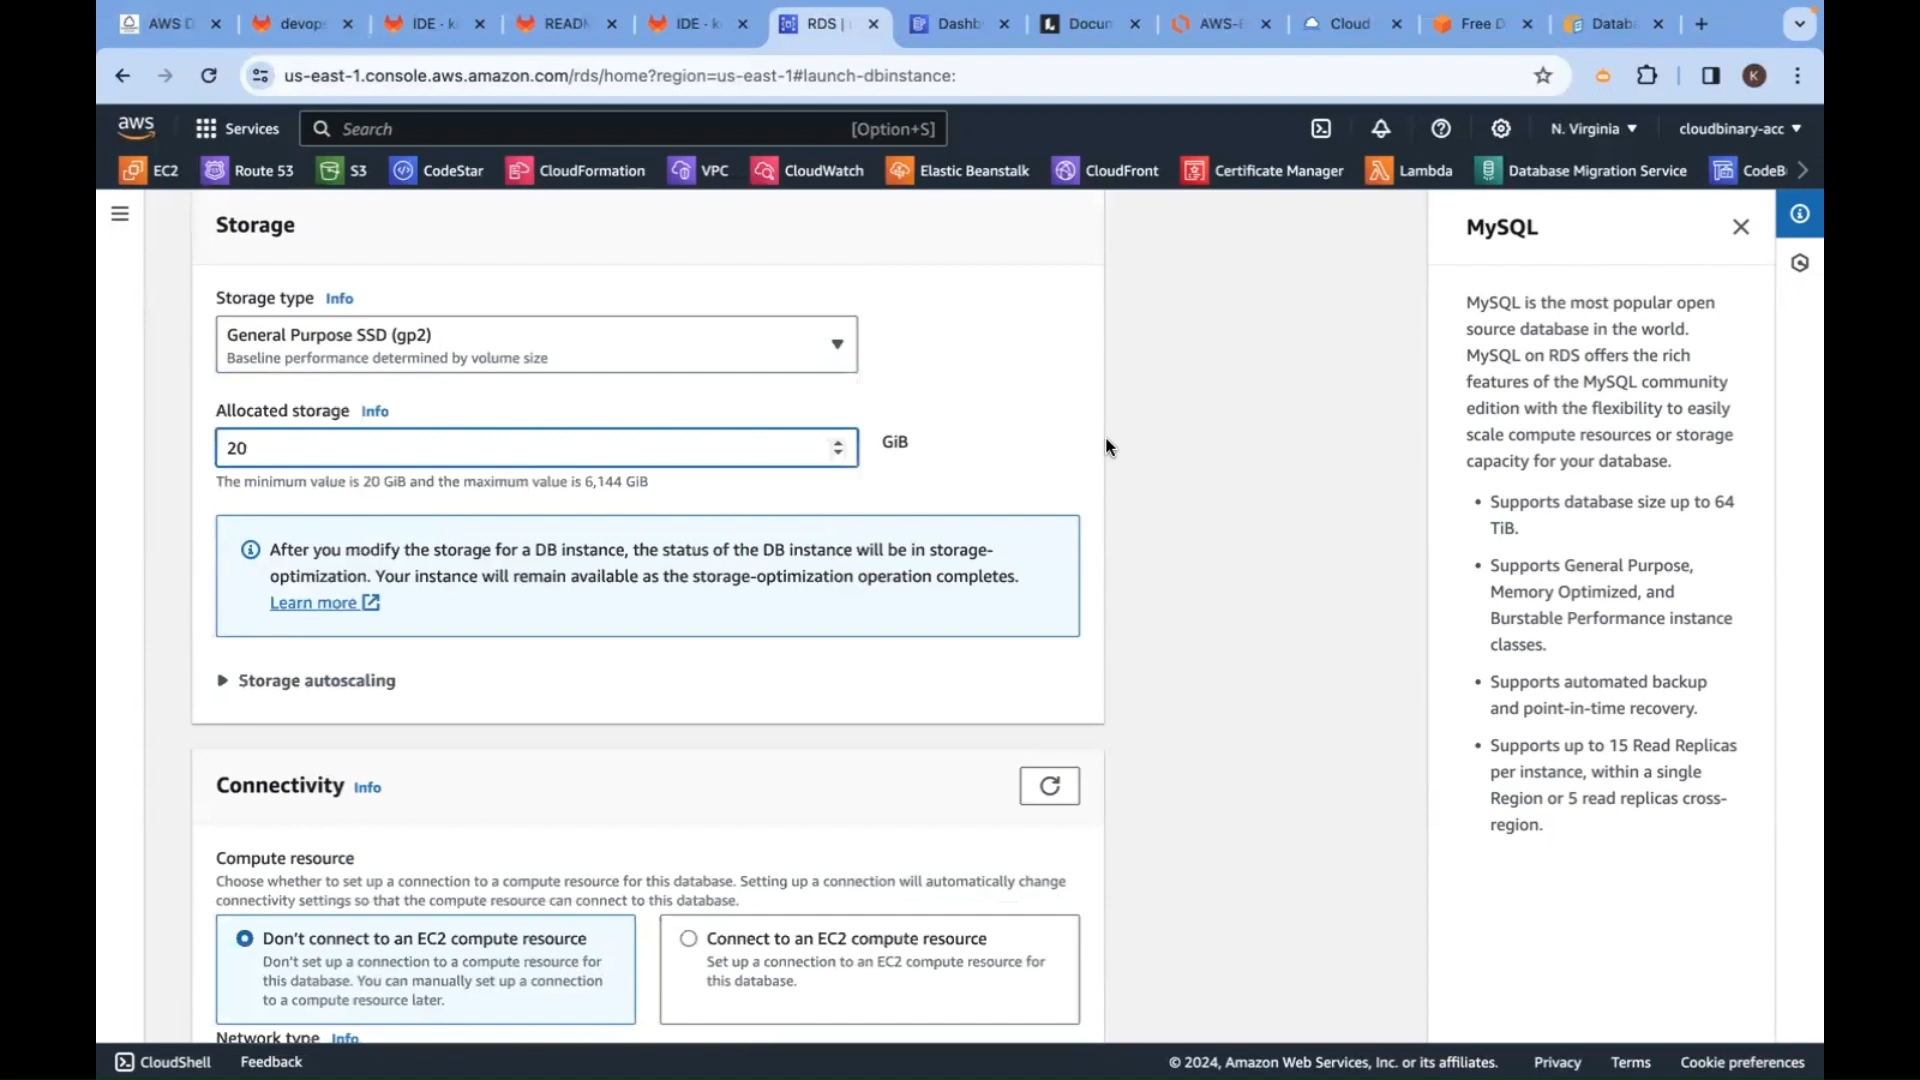 AWS D
devop
IDE - k
READM
IDE - k
RDS |
Dashb
Docun
AWS-
Cloud
Free D
Datab
us-east-1.console.aws.amazon.com/rds/home?region=us-east-1#launch-dbinstance:
K
aws
Services
Search
[Option+S]
N. Virginia
cloudbinary-acc
EC2
Route 53
S3
CodeStar
CloudFormation
VPC
CloudWatch
Elastic Beanstalk
CloudFront
Certificate Manager
Lambda
Database Migration Service
CodeB
Storage
Storage type Info
General Purpose SSD (gp2)
Baseline performance determined by volume size
Allocated storage Info
20
GiB
The minimum value is 20 GiB and the maximum value is 6,144 GiB
After you modify the storage for a DB instance, the status of the DB instance will be in storage-
optimization. Your instance will remain available as the storage-optimization operation completes.
Learn more
Storage autoscaling
Connectivity Info
Compute resource
Choose whether to set up a connection to a compute resource for this database. Setting up a connection will automatically change
connectivity settings so that the compute resource can connect to this database.
Don't connect to an EC2 compute resource
Don't set up a connection to a compute resource for
this database. You can manually set up a connection
to a compute resource later.
Connect to an EC2 compute resource
Set up a connection to an EC2 compute resource for
this database.
Network type Info
MySQL
MySQL is the most popular open
source database in the world.
MySQL on RDS offers the rich
features of the MySQL community
edition with the flexibility to easily
scale compute resources or storage
capacity for your database.
• Supports database size up to 64
TiB.
• Supports General Purpose,
Memory Optimized, and
Burstable Performance instance
classes.
• Supports automated backup
and point-in-time recovery.
• Supports up to 15 Read Replicas
per instance, within a single
Region or 5 read replicas cross-
region.
CloudShell
Feedback
© 2024, Amazon Web Services, Inc. or its affiliates.
Privacy
Terms
Cookie preferences